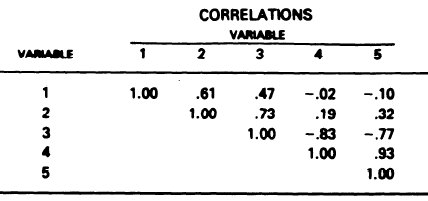 CORRELATIONS
VARIABLE
VARIABLE 1 2 3 4 5
1 1.00 .61 .47 -.02 -.10
2 1.00 .73 .19 .32
3 1.00 -.83 -.77
4 1.00 .93
5 1.00